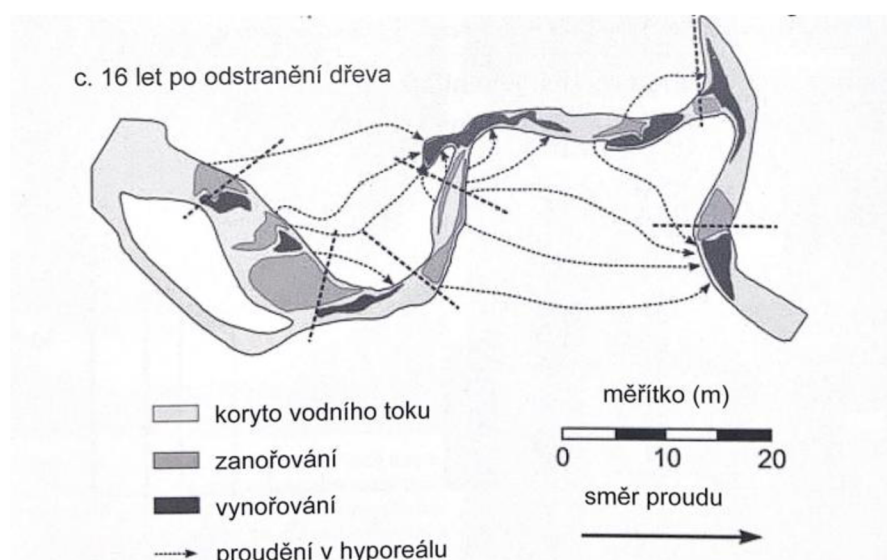 c. 16 let po odstranění dřeva
koryto vodního toku
zanořování
vynořování
proudění v hyporeálu
měřítko (m)
0 10 20
směr proudu